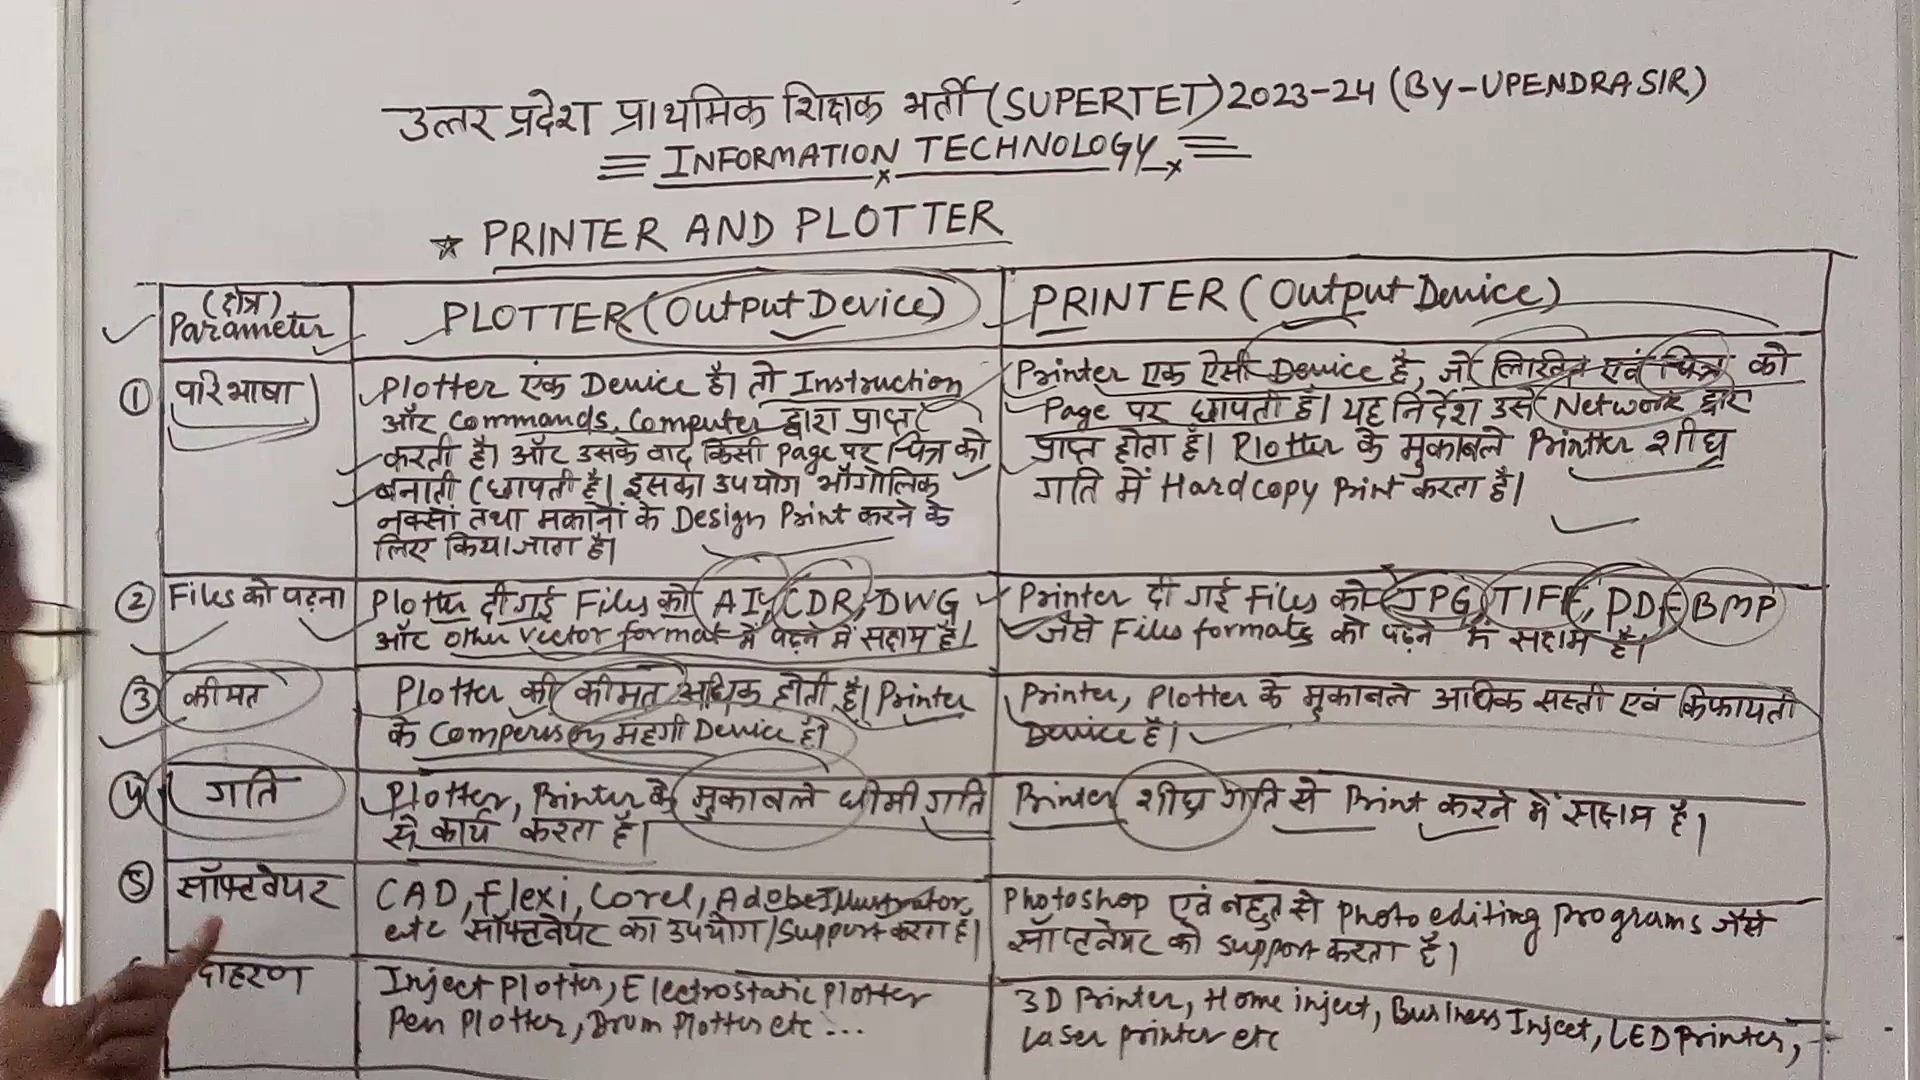 उत्तर प्रदेश प्राथमिक शिक्षक भर्ती (SUPERTET) 2023-24 (By-UPENDRA SIR)
INFORMATION TECHNOLOGY
★ PRINTER AND PLOTTER
(क्षेत्र) Parameter
PLOTTER (Output Device)
PRINTER (Output Device)
① परिभाषा
Plotter एक Device है। तो Instruction
और Commands, Computer द्वारा प्राप्त
करती है। और उसके बाद किसी Page पर चित्र को
बनाती (छापती है। इसका उपयोग भौगोलिक
नक्सों तथा मकानों के Design Print करने के
लिए किया जाता है।
Printer एक ऐसी Device है, जो लिखित एवं चित्र को
Page पर छापती है। यह निर्देश उसे Network द्वारा
प्राप्त होता है। Plotter के मुकाबले Printter शीघ्र
गति में Hardcopy Print करता है।
② Files को पढ़ना
Plotter दी गई Files को AI, CDR, DWG
और other vector format में पढ़ने में सक्षम है।
Printer दी गई Files को JPG, TIFF, PDF BMP
जैसे Files formats को पढ़ने में सक्षम है।
③ कीमत
Plotter की कीमत अधिक होती है। Printer
के Comperison महगी Device है।
Printer, Plotter के मुकाबले अधिक सस्ती एवं किफायती
Device है।
④ गति
Plotter, Printer के मुकाबले धीमी गति
से कार्य करता है।
Printer शीघ्र गति से Print करने में सक्षम है।
⑤ सॉफ्टवेयर
CAD, Flexi, Corel, Adobe Illustrator,
etc सॉफ्टवेयर का उपयोग/Support करता है।
Photoshop एवं बहुत से Photo editing programs जैसे
सॉफ्टवेयर को Support करता है।
दाहरण
Inject Plotter, Electrostatic plotter
Pen Plotter, Drum Plotter etc ...
3D Printer, Home inject, Business Inject, LED Printer,
Laser printer etc